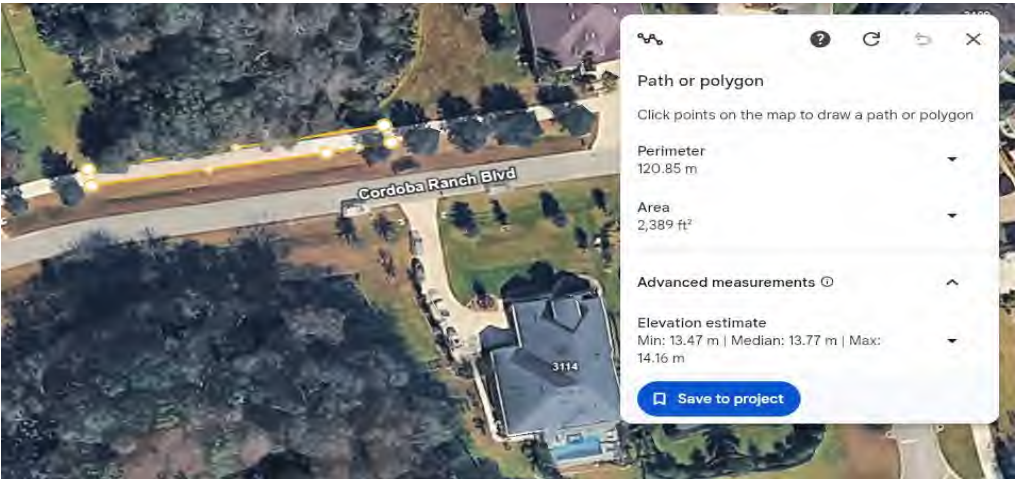 Path or polygon
Click points on the map to draw a path or polygon
Perimeter
120.85 m
Area
2,389 ft²
Advanced measurements
Elevation estimate
Min: 13.47 m | Median: 13.77 m | Max:
14.16 m
Save to project
Cordoba Ranch Blvd
3114